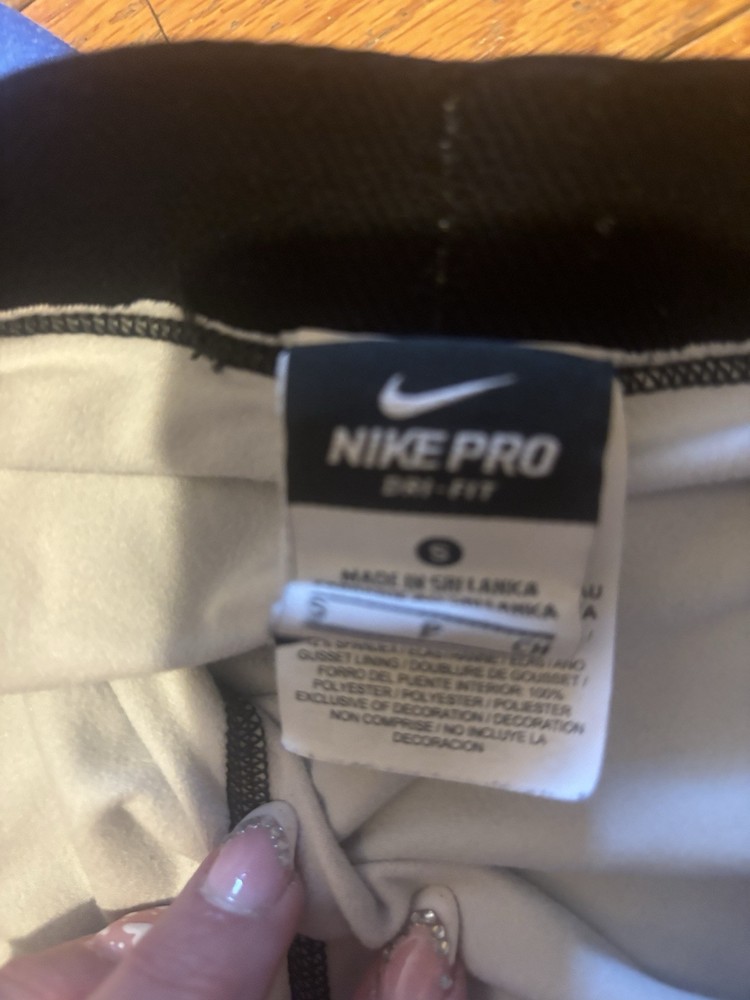 NIKE PRO
DRI-FIT
S
MADE IN SRI LANKA
S
P
CH
GUSSET LINING / DOUBLURE DE GOUSSET /
FORRO DEL PUENTE INTERIOR: 100%
POLYESTER / POLYESTER / POLIESTER
EXCLUSIVE OF DECORATION / DECORATION
NON COMPRISE / NO INCLUYE LA
DECORACION